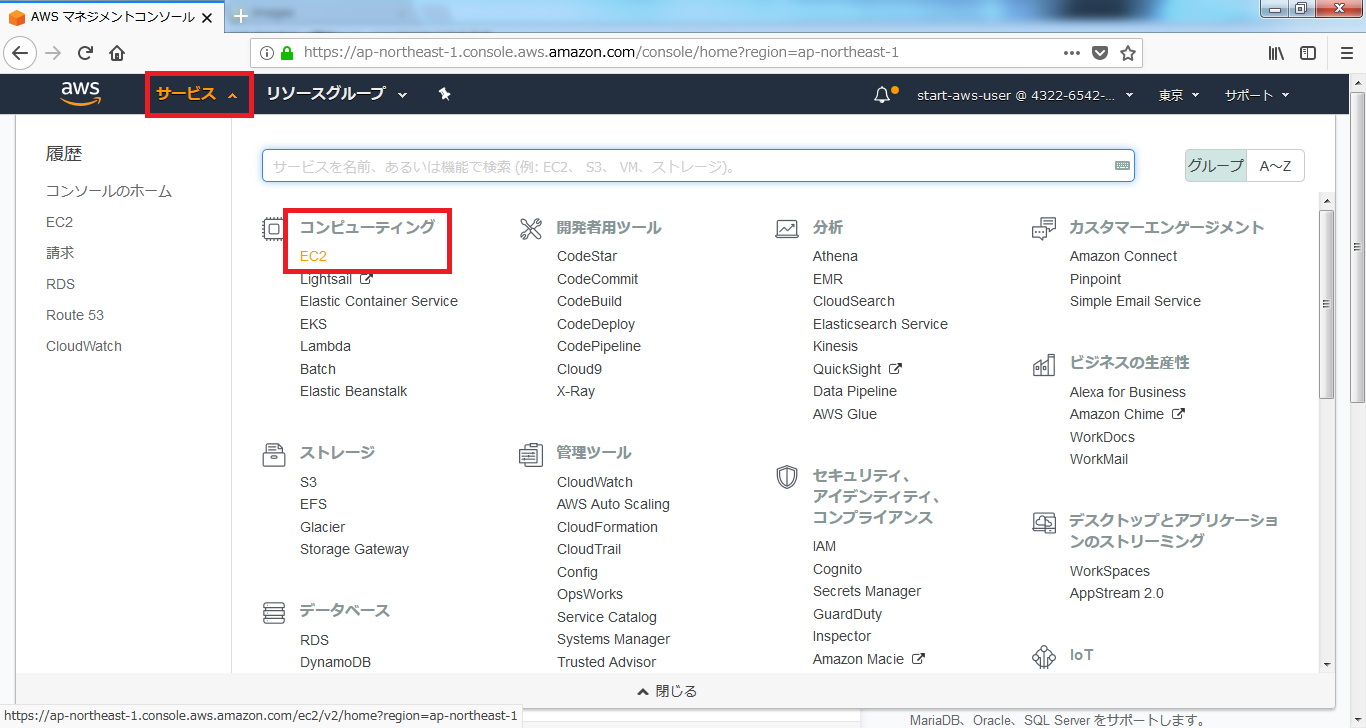 AWS マネジメントコンソール
https://ap-northeast-1.console.aws.amazon.com/console/home?region=ap-northeast-1
aws
サービス
リソースグループ
start-aws-user @ 4322-6542-...
東京
サポート
履歴
コンソールのホーム
EC2
請求
RDS
Route 53
CloudWatch
サービスを名前、あるいは機能で検索 (例: EC2、 S3、 VM、ストレージ)。
グループ
A～Z
コンピューティング
EC2
Lightsail
Elastic Container Service
EKS
Lambda
Batch
Elastic Beanstalk
ストレージ
S3
EFS
Glacier
Storage Gateway
データベース
RDS
DynamoDB
開発者用ツール
CodeStar
CodeCommit
CodeBuild
CodeDeploy
CodePipeline
Cloud9
X-Ray
管理ツール
CloudWatch
AWS Auto Scaling
CloudFormation
CloudTrail
Config
OpsWorks
Service Catalog
Systems Manager
Trusted Advisor
分析
Athena
EMR
CloudSearch
Elasticsearch Service
Kinesis
QuickSight
Data Pipeline
AWS Glue
セキュリティ、
アイデンティティ、
コンプライアンス
IAM
Cognito
Secrets Manager
GuardDuty
Inspector
Amazon Macie
カスタマーエンゲージメント
Amazon Connect
Pinpoint
Simple Email Service
ビジネスの生産性
Alexa for Business
Amazon Chime
WorkDocs
WorkMail
デスクトップとアプリケーショ
ンのストリーミング
WorkSpaces
AppStream 2.0
IoT
閉じる
https://ap-northeast-1.console.aws.amazon.com/ec2/v2/home?region=ap-northeast-1
MariaDB、Oracle、SQL Server をサポートします。